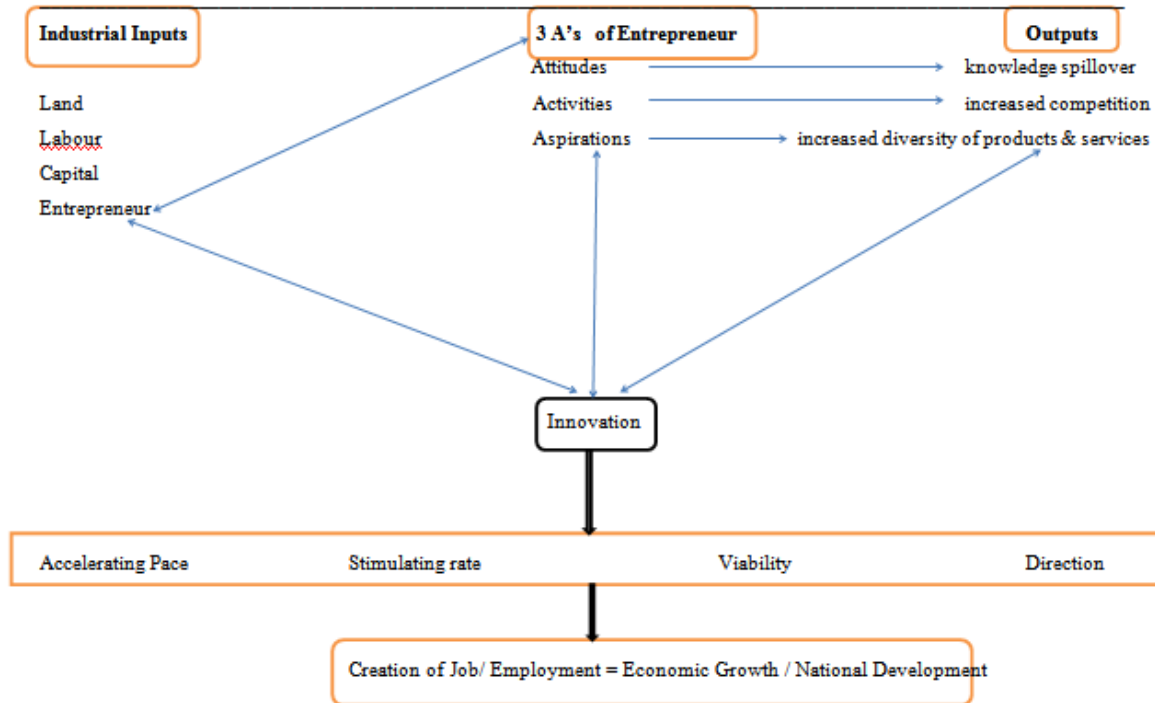 Industrial Inputs 3 A's of Entrepreneur Outputs
Attitudes knowledge spillover
Land Activities increased competition
Labour Aspirations increased diversity of products & services
Capital
Entrepreneur
Innovation
Accelerating Pace Stimulating rate Viability Direction
Creation of Job/ Employment = Economic Growth / National Development